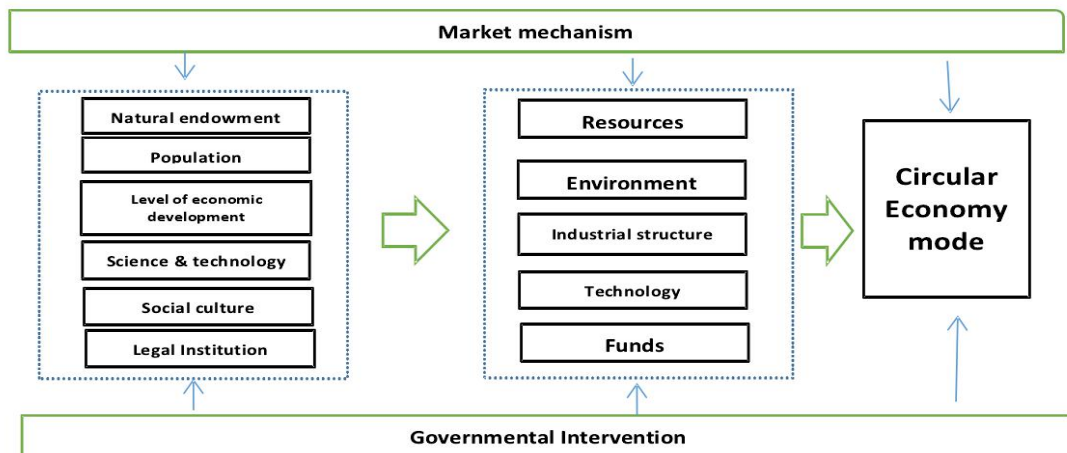 Market mechanism
Natural endowment
Population
Level of economic
development
Science & technology
Social culture
Legal Institution
Resources
Environment
Industrial structure
Technology
Funds
Circular
Economy
mode
Governmental Intervention